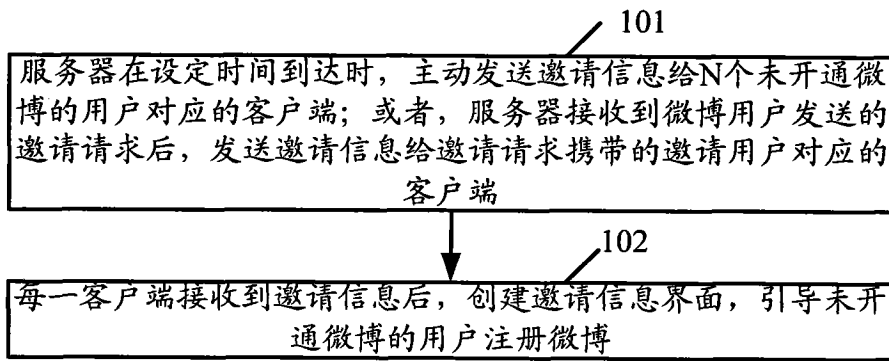 101
服务器在设定时间到达时，主动发送邀请信息给N个未开通微
博的用户对应的客户端；或者，服务器接收到微博用户发送的
邀请请求后，发送邀请信息给邀请请求携带的邀请用户对应的
客户端
102
每一客户端接收到邀请信息后，创建邀请信息界面，引导未开
通微博的用户注册微博